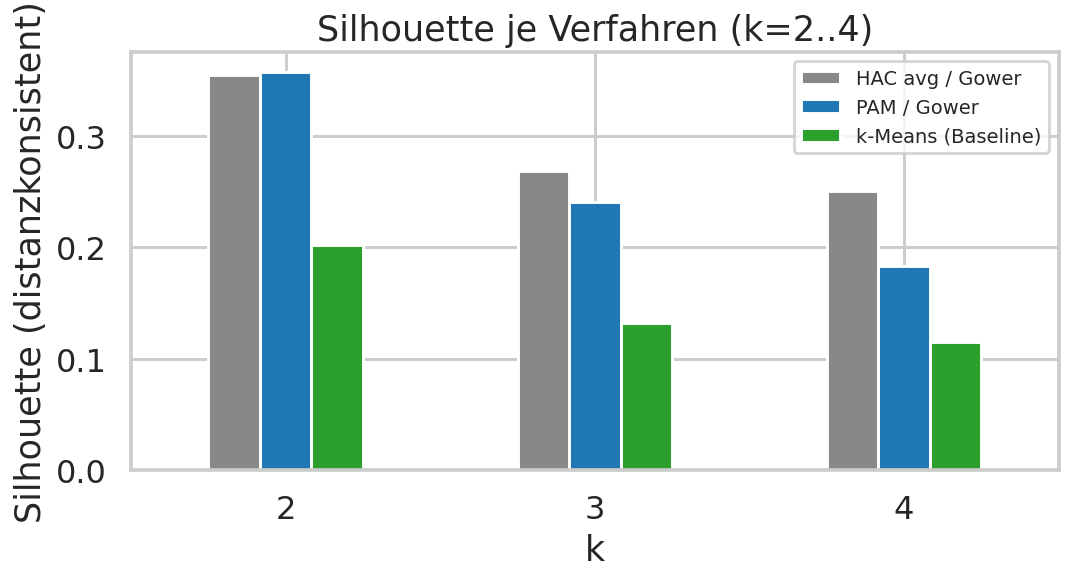 Silhouette je Verfahren (k=2..4)
Silhouette (distanzkonsistent)
0.3
0.2
0.1
0.0
HAC avg / Gower
PAM / Gower
k-Means (Baseline)
2
3
4
k